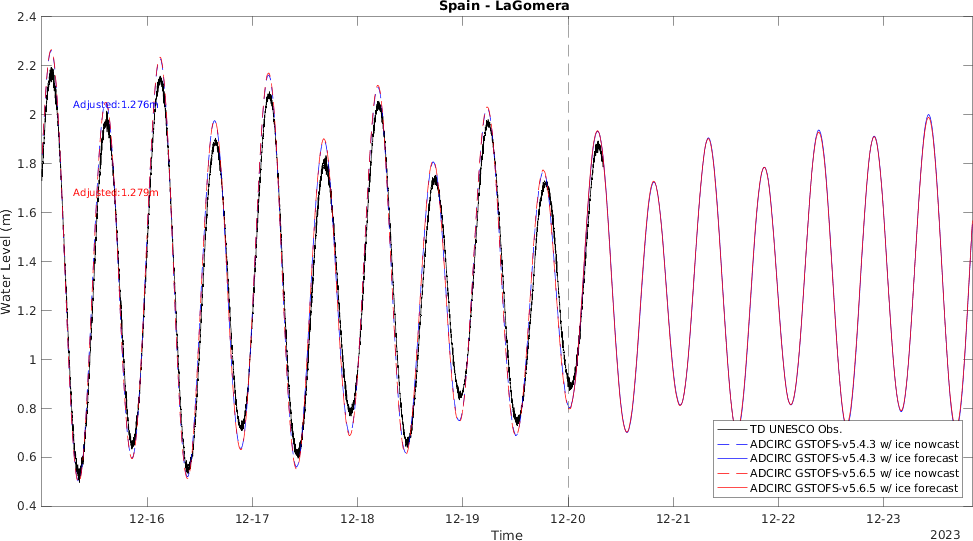 Spain - LaGomera
2.4
2.2
2
1.8
1.6
1.4
1.2
1
0.8
0.6
0.4
Water Level (m)
Adjusted:1.276m
Adjusted:1.279m
TD UNESCO Obs.
ADCIRC GSTOFS-v5.4.3 w/ ice nowcast
ADCIRC GSTOFS-v5.4.3 w/ ice forecast
ADCIRC GSTOFS-v5.6.5 w/ ice nowcast
ADCIRC GSTOFS-v5.6.5 w/ ice forecast
12-16 12-17 12-18 12-19 12-20 12-21 12-22 12-23
Time
2023